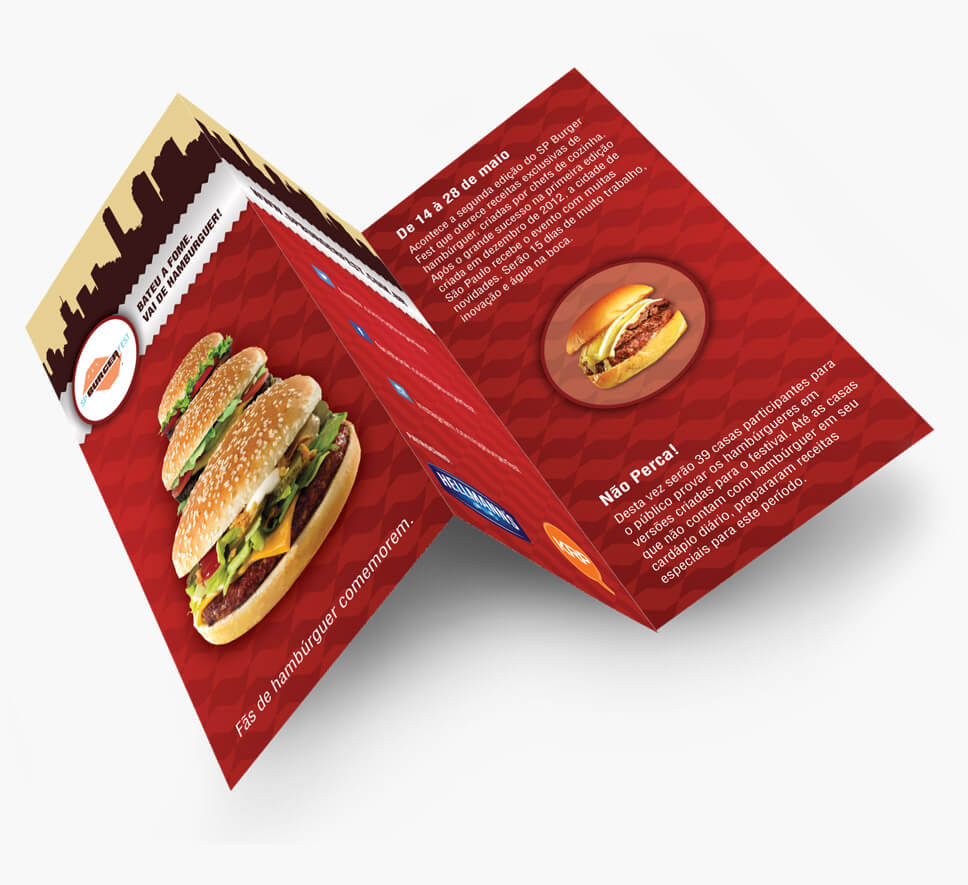 BATEU A FOME.
VAI DE HAMBURGUER!
SP BURGER FEST
Fãs de hambúrguer comemorem.
HELLMANN'S
De 14 à 28 de maio
Acontece a segunda edição do SP Burger
Fest que oferece receitas exclusivas de
hambúrguer, criadas por chefs de cozinha.
Após o grande sucesso na primeira edição
criada em dezembro de 2012, a cidade de
São Paulo recebe o evento com muitas
novidades. Serão 15 dias de muito trabalho,
inovação e água na boca.
Não Perca!
Desta vez serão 39 casas participantes para
o público provar os hambúrgueres em
versões criadas para o festival. Até as casas
que não contam com hambúrguer em seu
cardápio diário, prepararam receitas
especiais para este período.